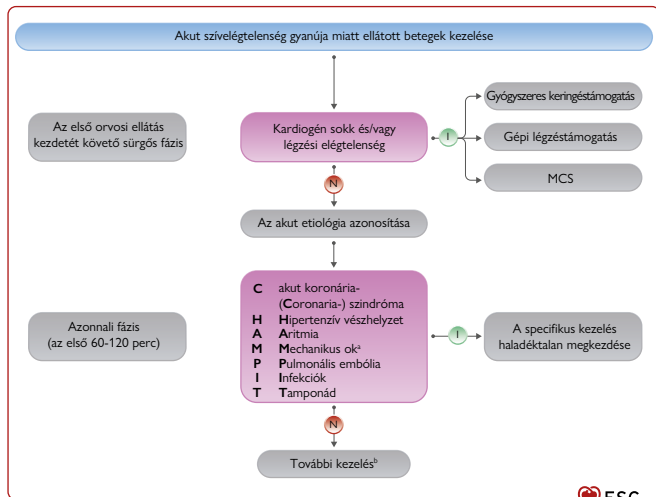 Akut szívelégtelenség gyanúja miatt ellátott betegek kezelése
Az első orvosi ellátás
kezdetét követő sürgős fázis
Kardiogén sokk és/vagy
légzési elégtelenség
I
Gyógyszeres keringéstámogatás
Gépi légzéstámogatás
MCS
N
Az akut etiológia azonosítása
Azonnali fázis
(az első 60-120 perc)
C akut koronária-
(Coronaria-) szindróma
H Hipertenzív vészhelyzet
A Aritmia
M Mechanikus okᵃ
P Pulmonális embólia
I Infekciók
T Tamponád
I
A specifikus kezelés
haladéktalan megkezdése
N
További kezelésᵇ
ESC